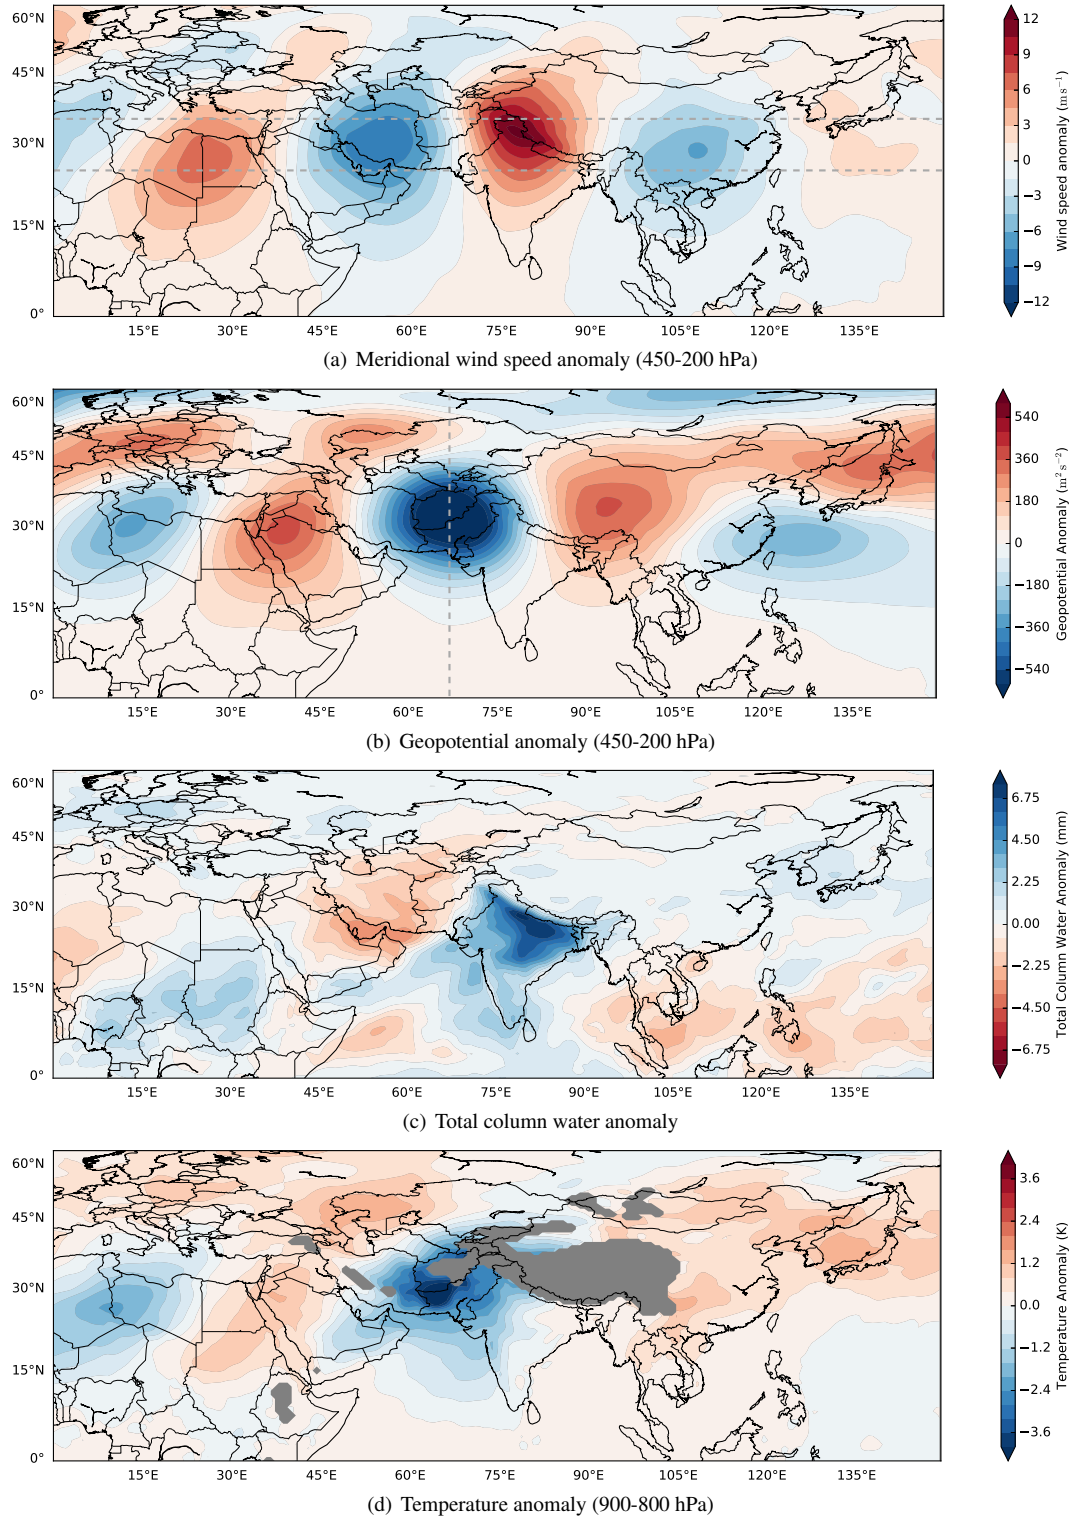 60°N
45°N
30°N
15°N
0°
15°E 30°E 45°E 60°E 75°E 90°E 105°E 120°E 135°E
12
9
6
3
0
−3
−6
−9
−12
Wind speed anomaly (m s⁻¹)
(a) Meridional wind speed anomaly (450-200 hPa)
60°N
45°N
30°N
15°N
0°
15°E 30°E 45°E 60°E 75°E 90°E 105°E 120°E 135°E
540
360
180
0
−180
−360
−540
Geopotential Anomaly (m² s⁻²)
(b) Geopotential anomaly (450-200 hPa)
60°N
45°N
30°N
15°N
0°
15°E 30°E 45°E 60°E 75°E 90°E 105°E 120°E 135°E
6.75
4.50
2.25
0.00
−2.25
−4.50
−6.75
Total Column Water Anomaly (mm)
(c) Total column water anomaly
60°N
45°N
30°N
15°N
0°
15°E 30°E 45°E 60°E 75°E 90°E 105°E 120°E 135°E
3.6
2.4
1.2
0.0
−1.2
−2.4
−3.6
Temperature Anomaly (K)
(d) Temperature anomaly (900-800 hPa)